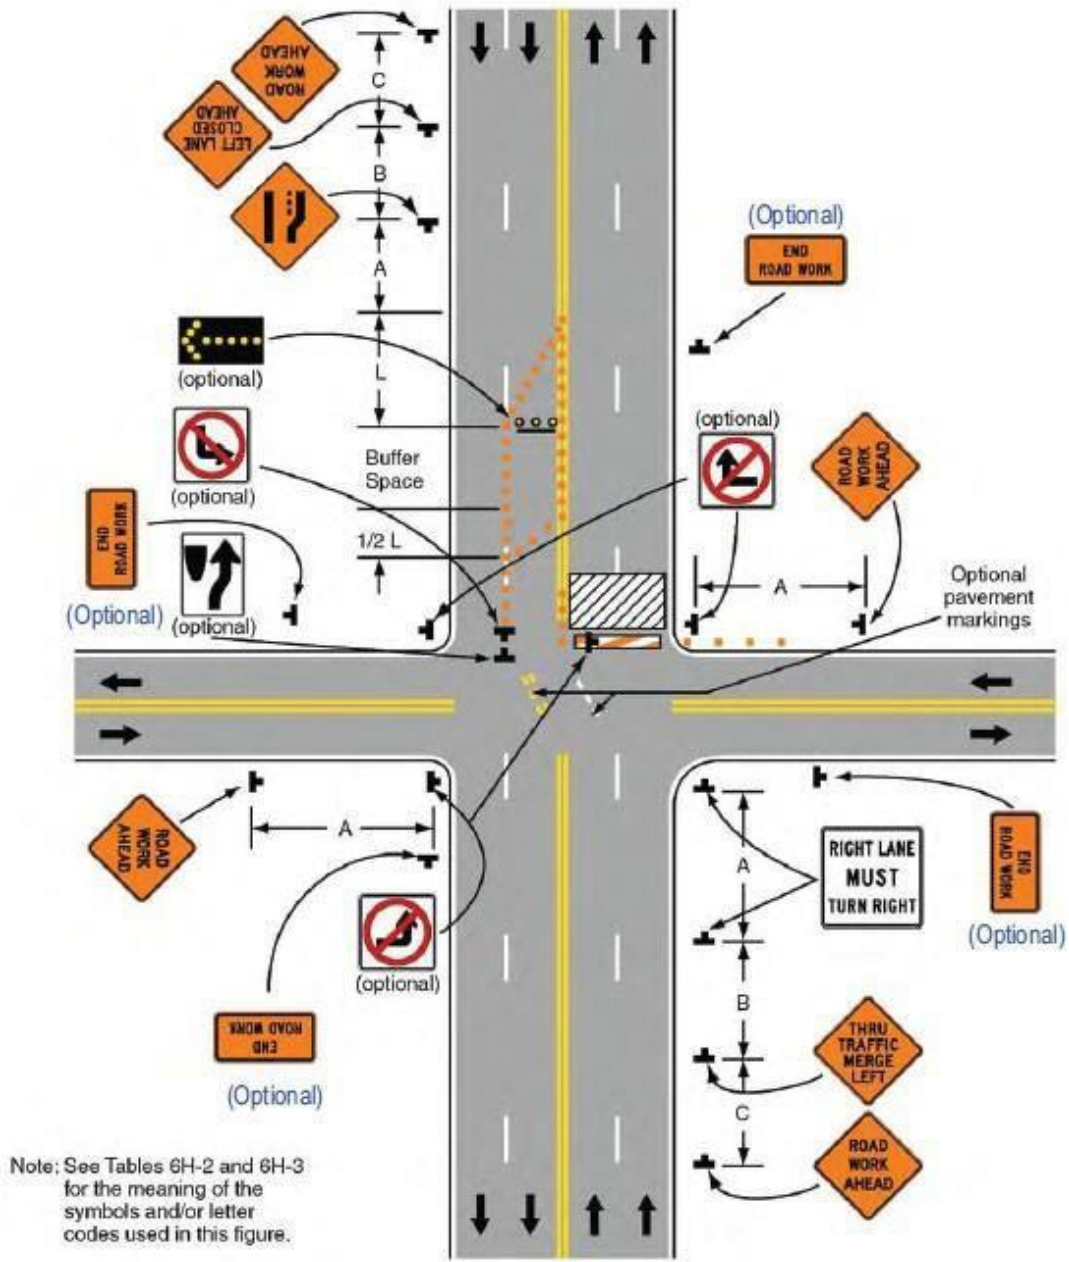 ROAD
WORK
AHEAD
C
LEFT LANE
CLOSED
AHEAD
B
A
(Optional)
END
ROAD WORK
L
(optional)
(optional)
ROAD
WORK
AHEAD
Buffer
Space
(optional)
END
ROAD WORK
1/2 L
(Optional)
(optional)
A
Optional
pavement
markings
ROAD
WORK
AHEAD
A
END
ROAD WORK
(Optional)
(optional)
END
ROAD WORK
(Optional)
A
RIGHT LANE
MUST
TURN RIGHT
B
THRU
TRAFFIC
MERGE
LEFT
C
ROAD
WORK
AHEAD
Note: See Tables 6H-2 and 6H-3
for the meaning of the
symbols and/or letter
codes used in this figure.